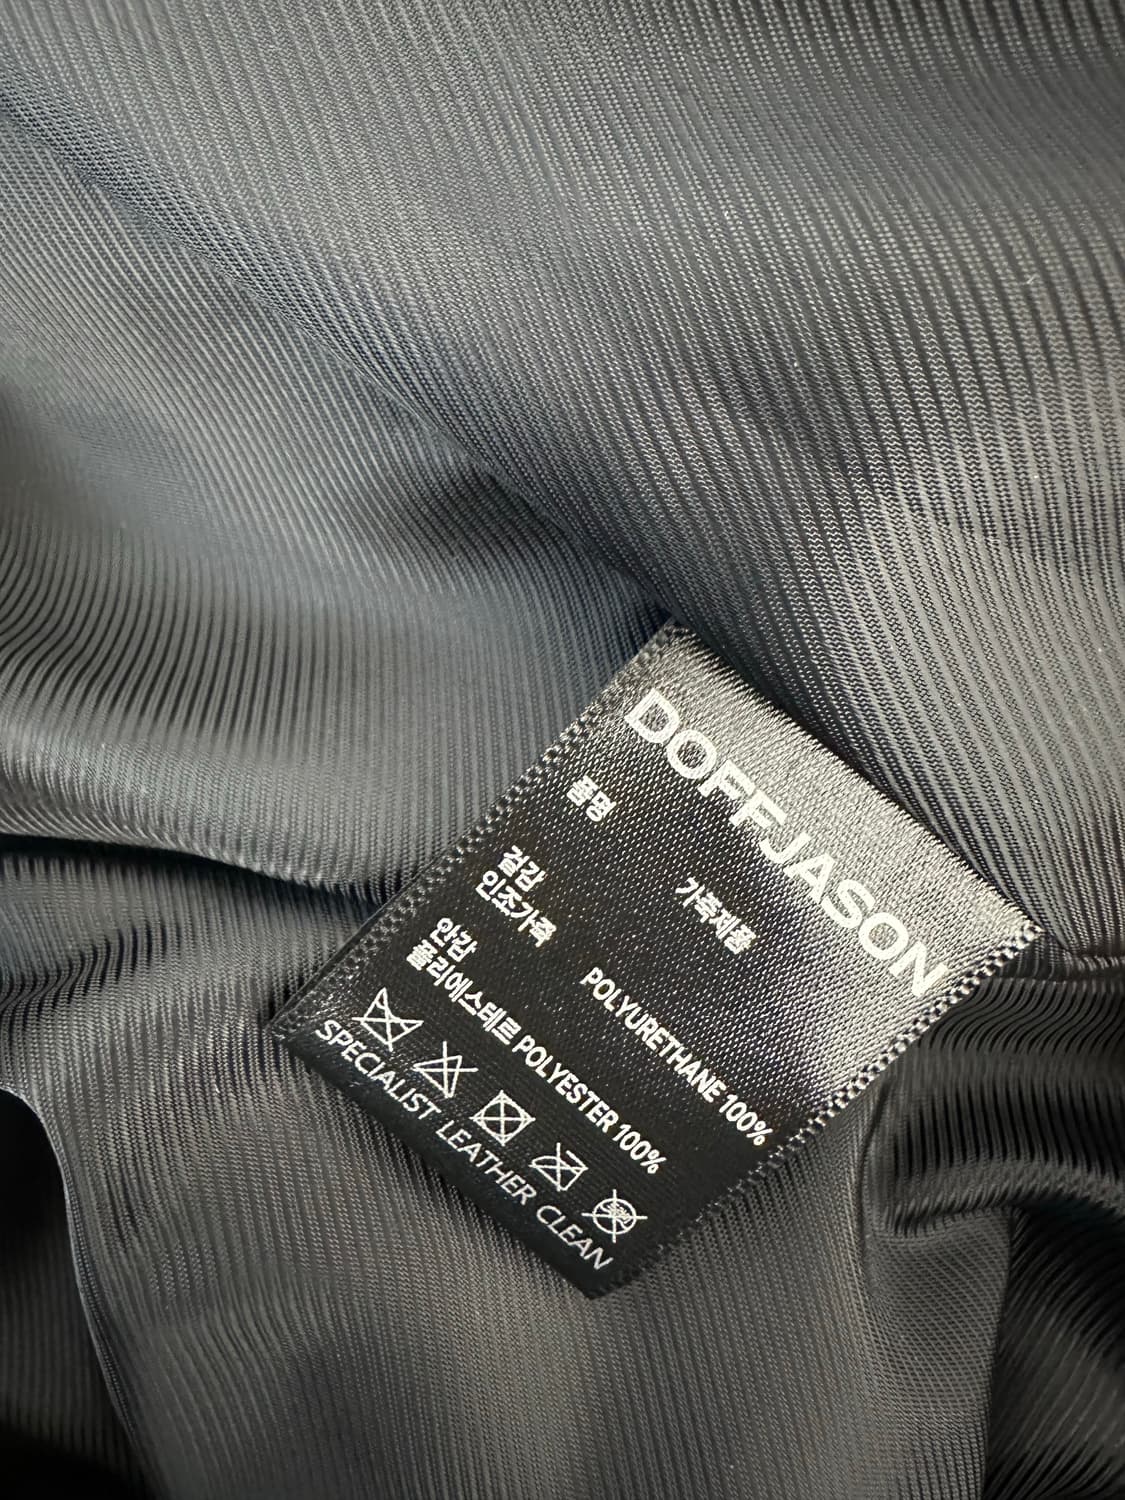 DOFFJASON
품명 가죽제품
겉감
인조가죽 POLYURETHANE 100%
안감
폴리에스테르 POLYESTER 100%
SPECIALIST LEATHER CLEAN